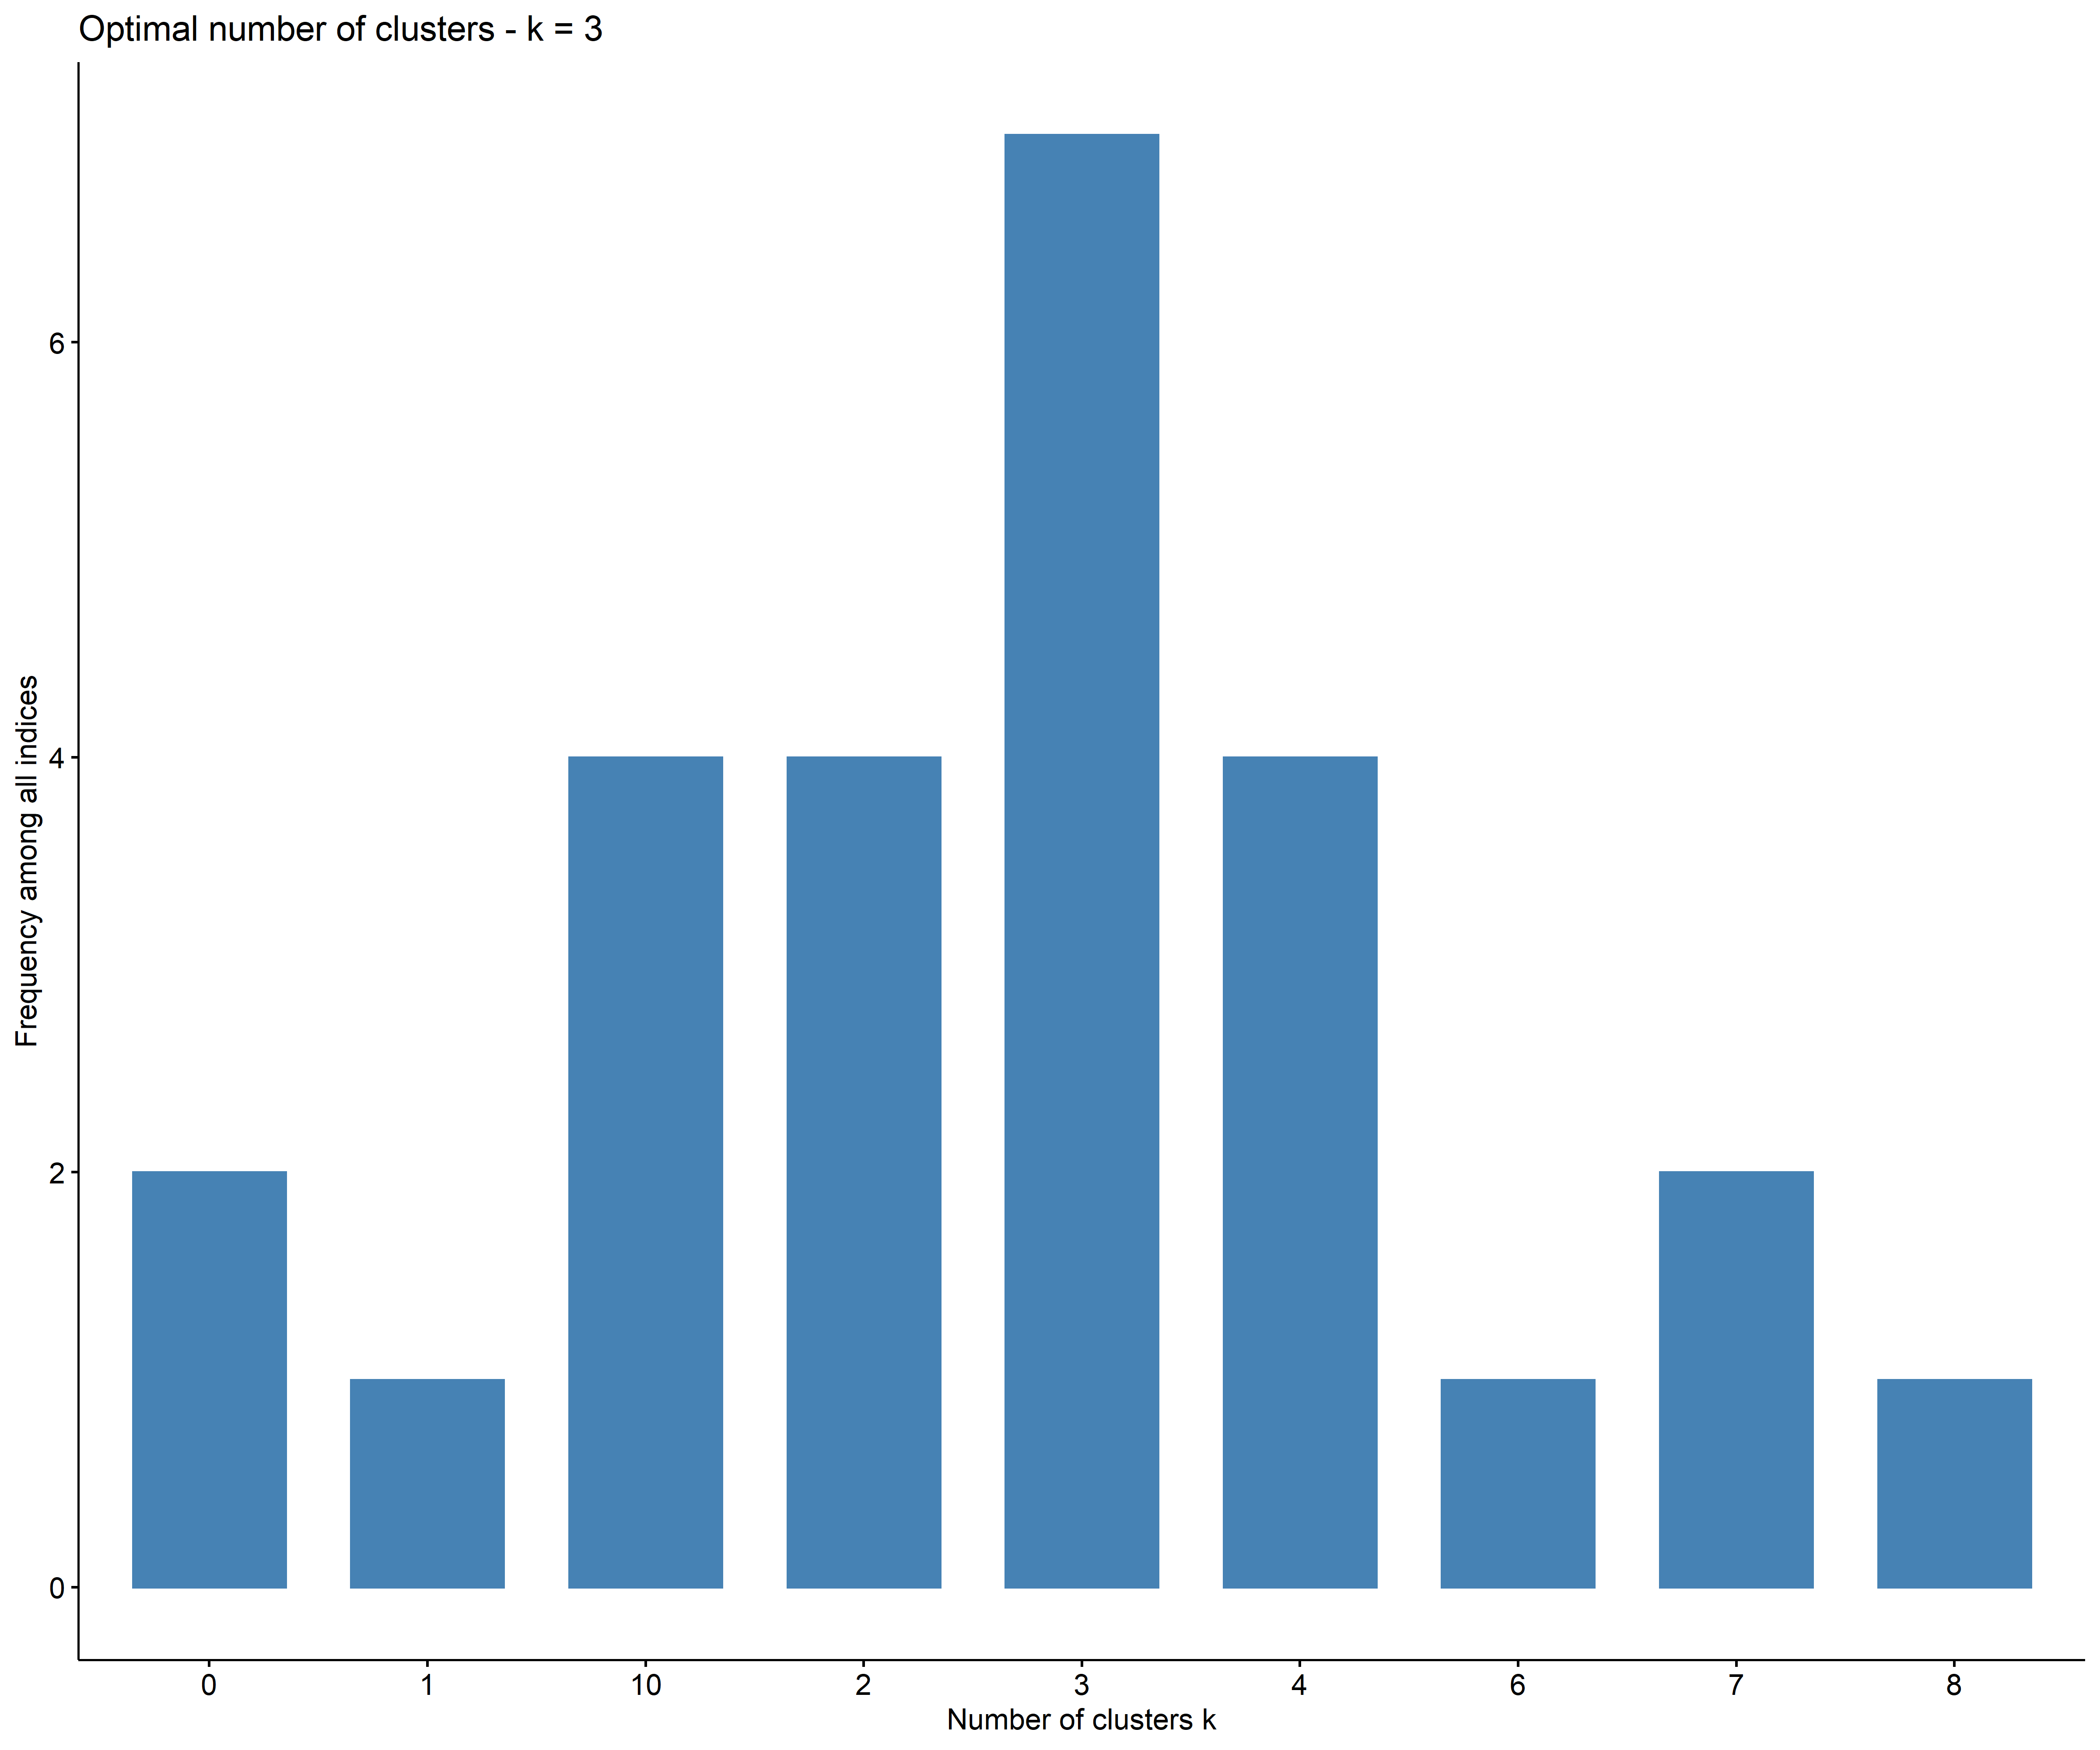 Optimal number of clusters - k = 3
Frequency among all indices
6
4
2
0
0 1 10 2 3 4 6 7 8
Number of clusters k